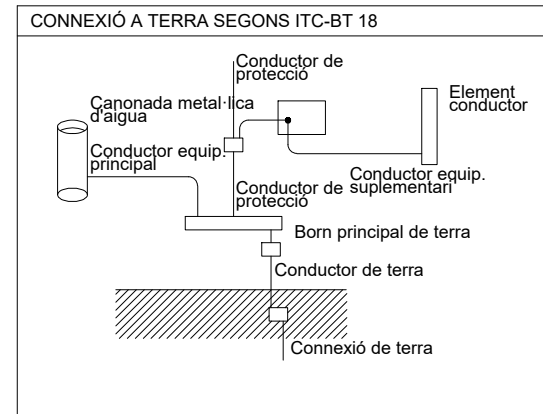 CONNEXIÓ A TERRA SEGONS ITC-BT 18
Conductor de
protecció
Canonada metal·lica
d'aigua
Element
conductor
Conductor equip.
principal
Conductor equip.
suplementari
Conductor de
protecció
Born principal de terra
Conductor de terra
Connexió de terra